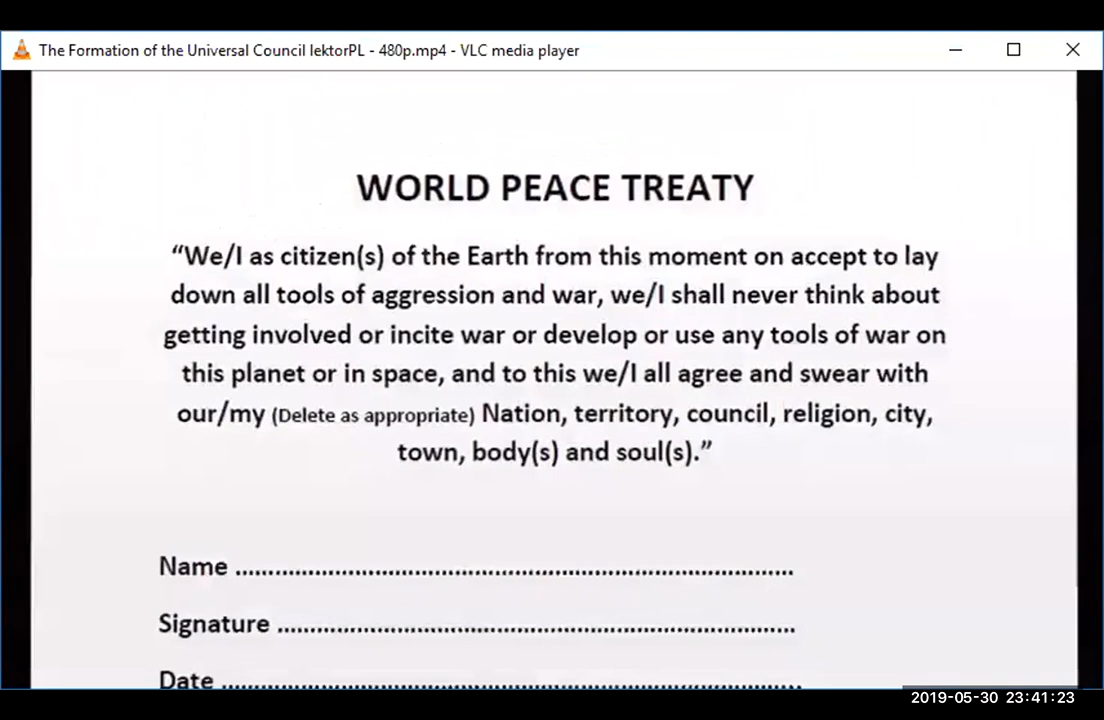 The Formation of the Universal Council lektorPL - 480p.mp4 - VLC media player
WORLD PEACE TREATY
“We/I as citizen(s) of the Earth from this moment on accept to lay
down all tools of aggression and war, we/I shall never think about
getting involved or incite war or develop or use any tools of war on
this planet or in space, and to this we/I all agree and swear with
our/my (Delete as appropriate) Nation, territory, council, religion, city,
town, body(s) and soul(s).”
Name ....................................................................
Signature ...............................................................
Date ......................................................................
2019-05-30 23:41:23